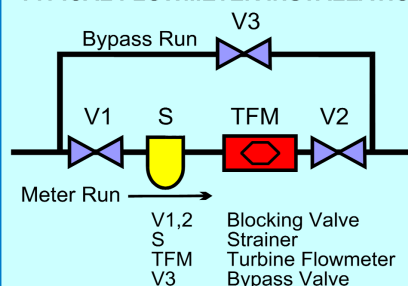 V3
Bypass Run
V1 S TFM V2
Meter Run
V1,2 Blocking Valve
S Strainer
TFM Turbine Flowmeter
V3 Bypass Valve